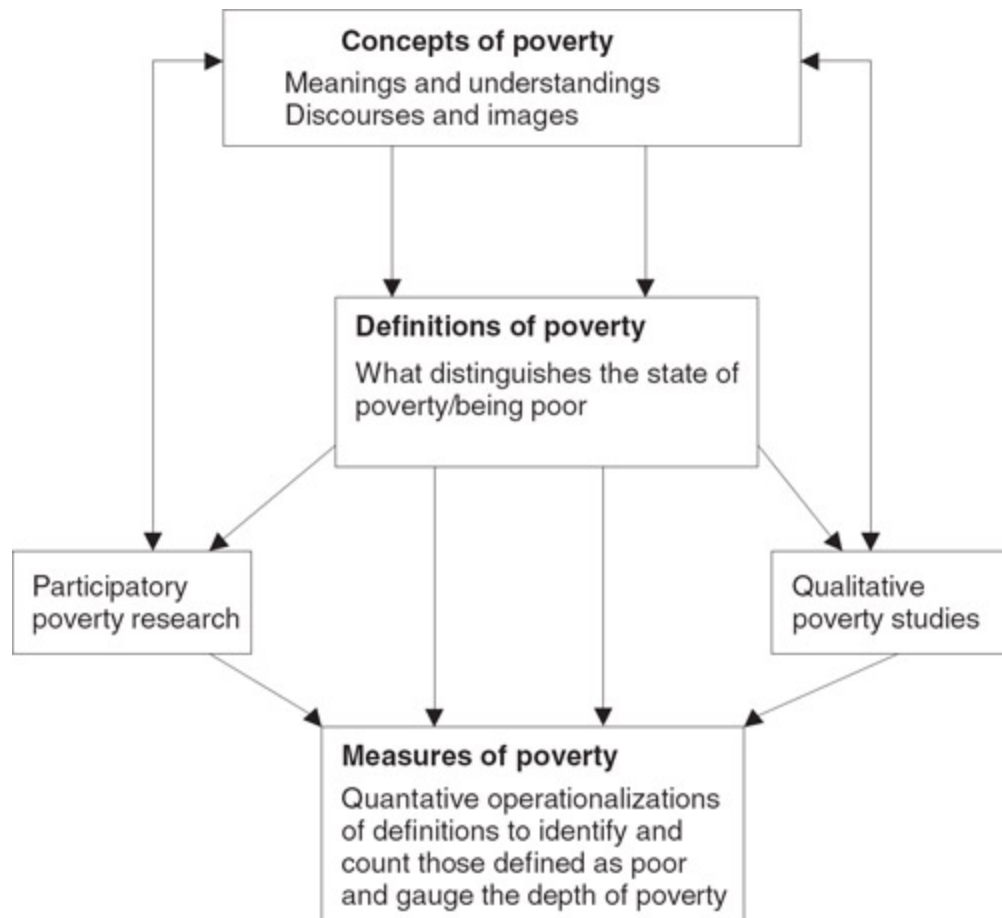 Concepts of poverty
Meanings and understandings
Discourses and images
Definitions of poverty
What distinguishes the state of
poverty/being poor
Participatory
poverty research
Qualitative
poverty studies
Measures of poverty
Quantative operationalizations
of definitions to identify and
count those defined as poor
and gauge the depth of poverty